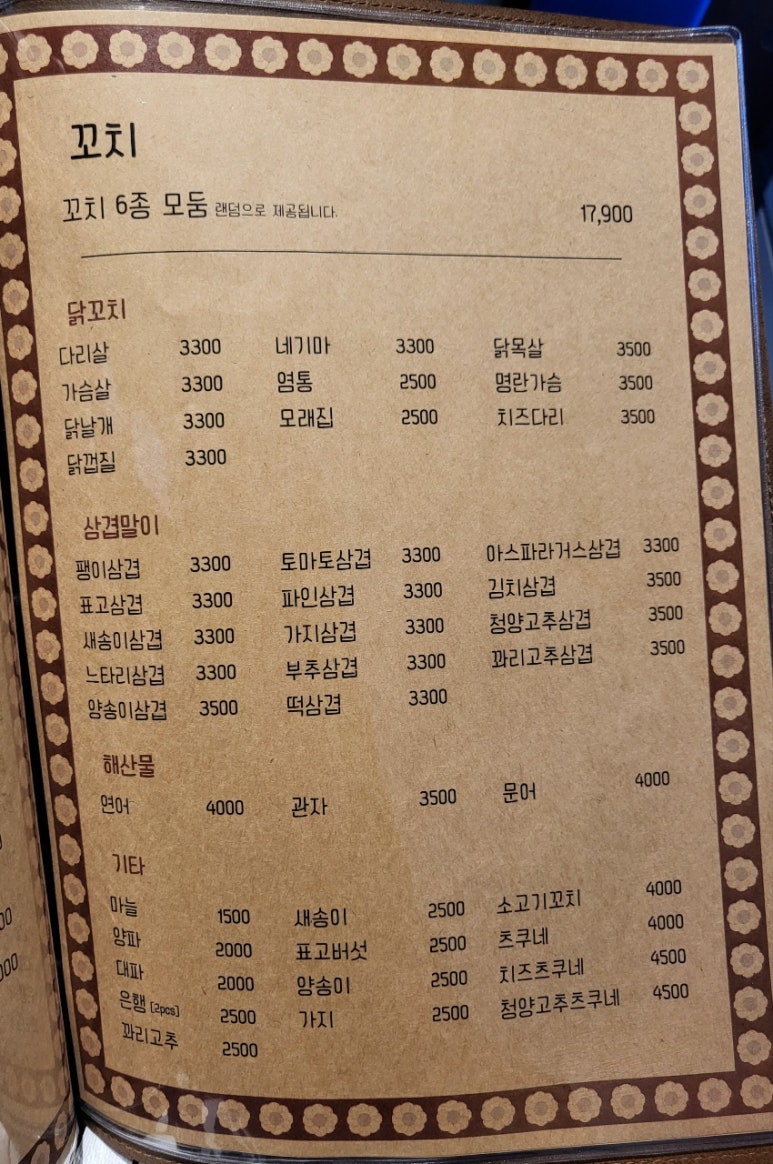 꼬치
꼬치 6종 모둠 랜덤으로 제공됩니다. 17,900
닭꼬치
다리살 3300 네기마 3300 닭목살 3500
가슴살 3300 염통 2500 명란가슴 3500
닭날개 3300 모래집 2500 치즈다리 3500
닭껍질 3300
삼겹말이
팽이삼겹 3300 토마토삼겹 3300 아스파라거스삼겹 3300
표고삼겹 3300 파인삼겹 3300 김치삼겹 3500
새송이삼겹 3300 가지삼겹 3300 청양고추삼겹 3500
느타리삼겹 3300 부추삼겹 3300 꽈리고추삼겹 3500
양송이삼겹 3500 떡삼겹 3300
해산물
연어 4000 관자 3500 문어 4000
기타
마늘 1500 새송이 2500 소고기꼬치 4000
양파 2000 표고버섯 2500 츠쿠네 4000
대파 2000 양송이 2500 치즈츠쿠네 4500
은행 [2pcs] 2500 가지 2500 청양고추츠쿠네 4500
꽈리고추 2500